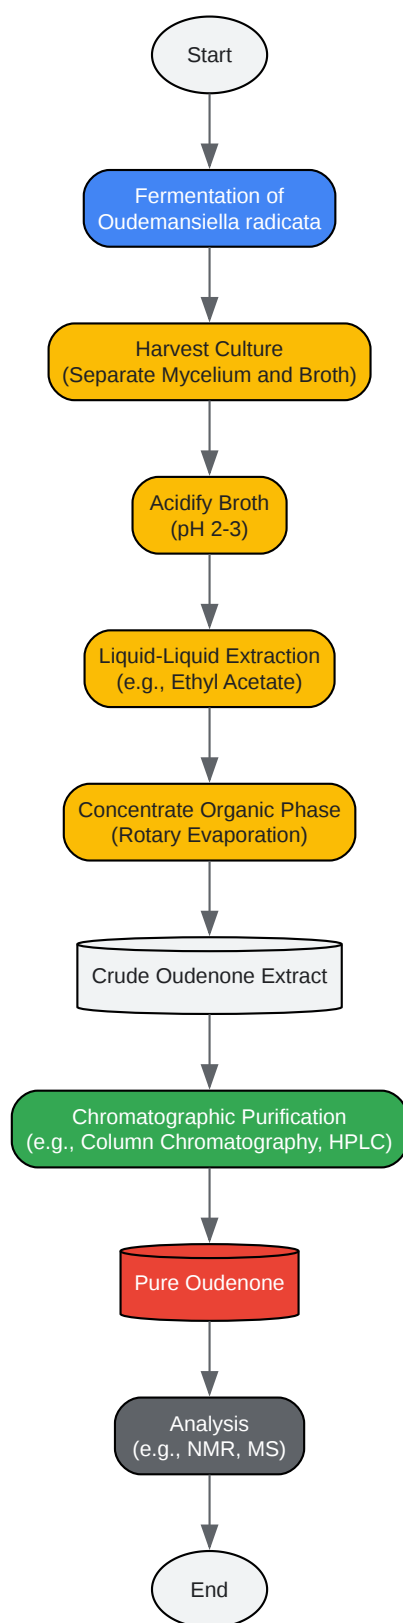 Start
Fermentation of
Oudemansiella radicata
Harvest Culture
(Separate Mycelium and Broth)
Acidify Broth
(pH 2-3)
Liquid-Liquid Extraction
(e.g., Ethyl Acetate)
Concentrate Organic Phase
(Rotary Evaporation)
Crude Oudenone Extract
Chromatographic Purification
(e.g., Column Chromatography, HPLC)
Pure Oudenone
Analysis
(e.g., NMR, MS)
End